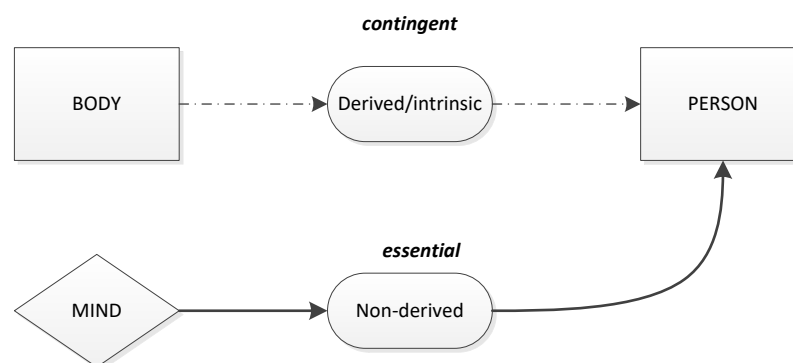 contingent
BODY
Derived/intrinsic
PERSON
essential
MIND
Non-derived